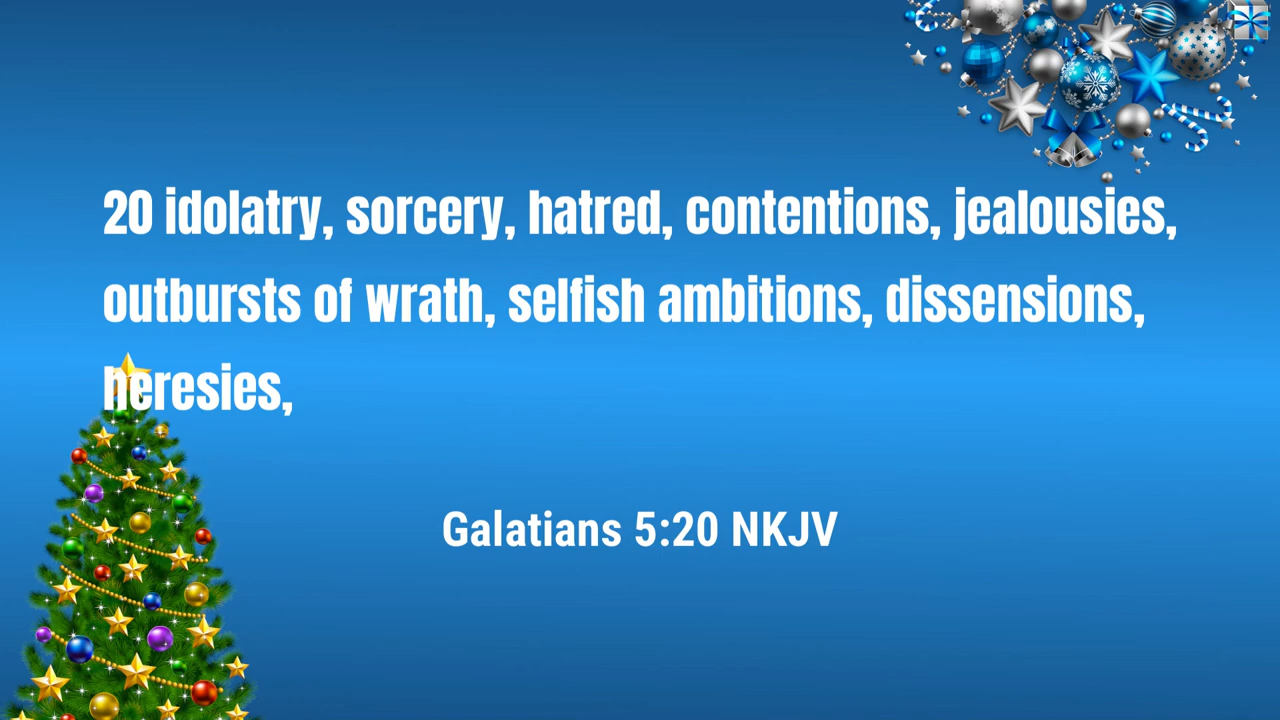 20 idolatry, sorcery, hatred, contentions, jealousies,
outbursts of wrath, selfish ambitions, dissensions,
heresies,
Galatians 5:20 NKJV